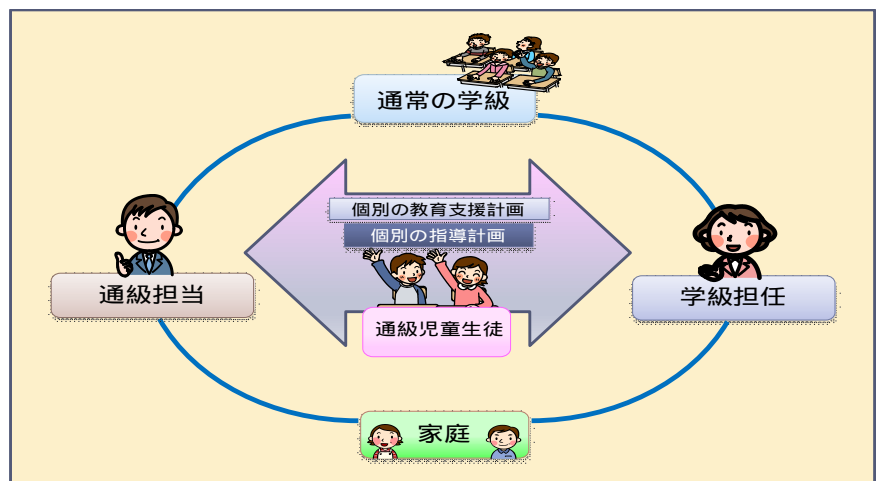 通常の学級
個別の教育支援計画
個別の指導計画
通級担当
学級担任
通級児童生徒
家庭